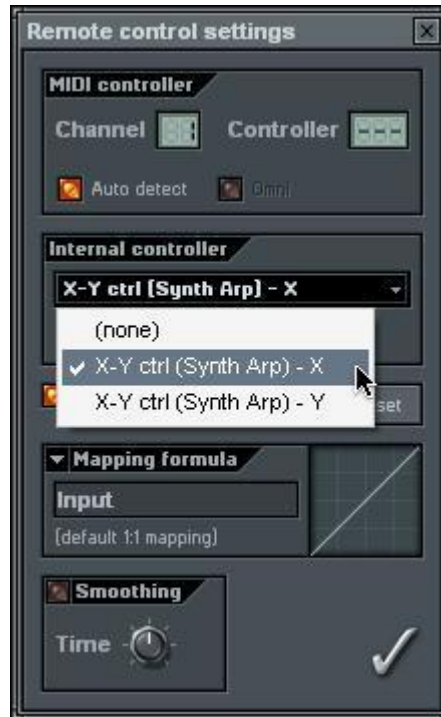 Remote control settings
MIDI controller
Channel 1 Controller ---
Auto detect Omni
Internal controller
X-Y ctrl (Synth Arp) - X
(none)
X-Y ctrl (Synth Arp) - X
X-Y ctrl (Synth Arp) - Y
set
Mapping formula
Input
(default 1:1 mapping)
Smoothing
Time